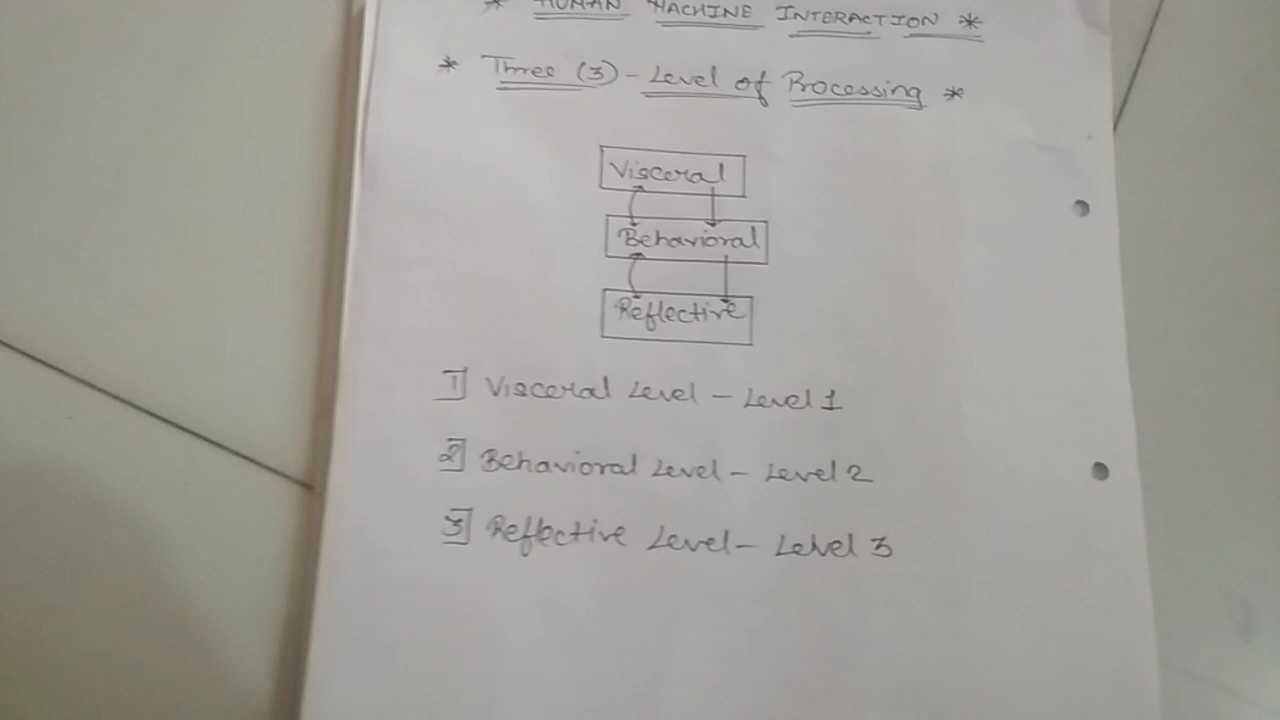 * HUMAN MACHINE INTERACTION *
* Three (3) - Level of Processing *
Visceral
Behavioral
Reflective
1] Visceral Level - Level 1
2] Behavioral Level - Level 2
3] Reflective Level - Level 3